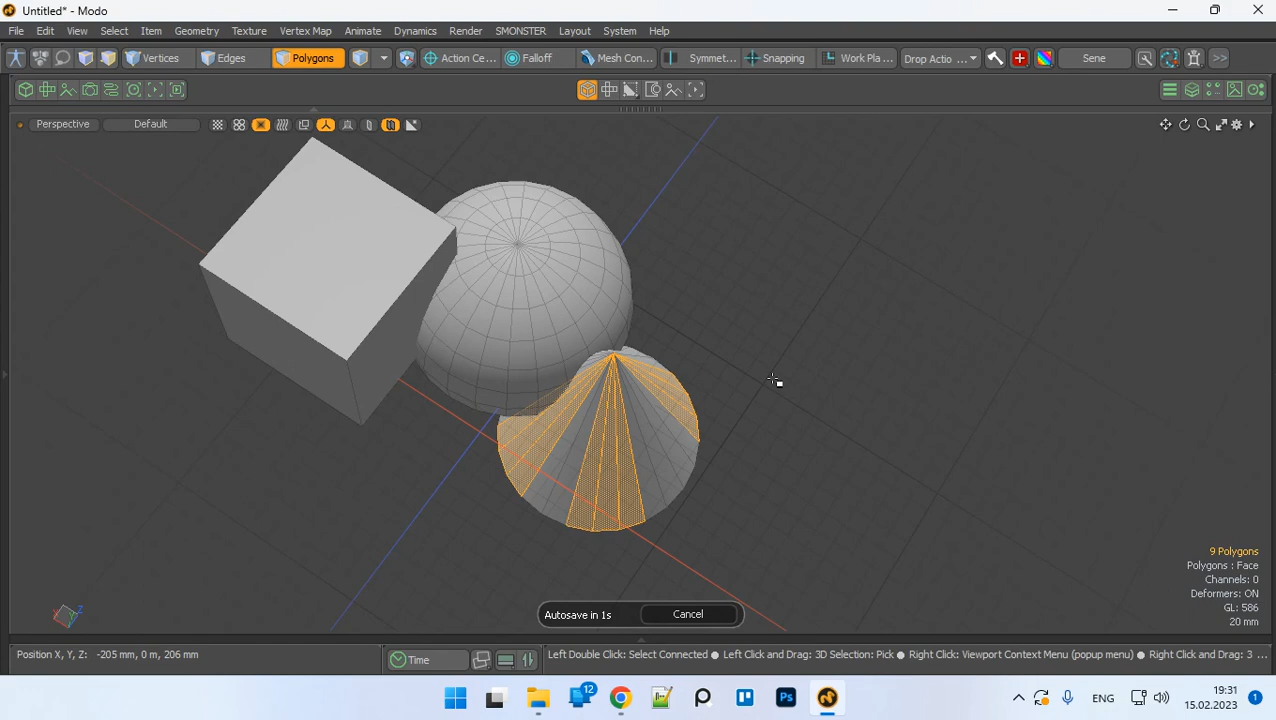 Untitled* - Modo
File Edit View Select Item Geometry Texture Vertex Map Animate Dynamics Render SMONSTER Layout System Help
Vertices Edges Polygons Action Ce... Falloff Mesh Con... Symmet... Snapping Work Pla ... Drop Actio ... Sene >>
Perspective Default
9 Polygons
Polygons : Face
Channels: 0
Deformers: ON
GL: 586
20 mm
Autosave in 1s Cancel
X Y Z
Position X, Y, Z: -205 mm, 0 m, 206 mm Time Left Double Click: Select Connected ● Left Click and Drag: 3D Selection: Pick ● Right Click: Viewport Context Menu (popup menu) ● Right Click and Drag: 3 ...
12 Ps ENG 19:31 1
15.02.2023